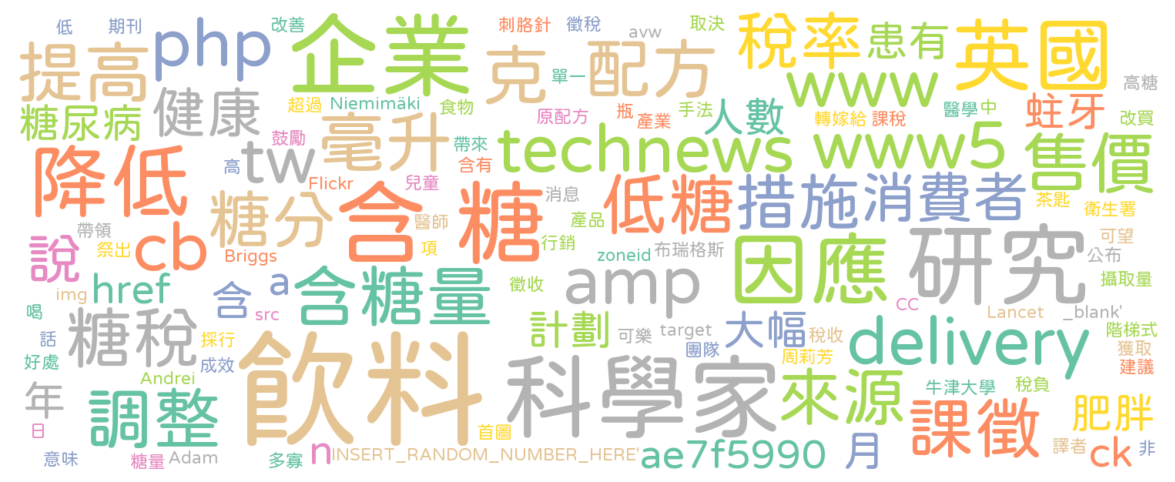 低 期刊 改善 刺胳針 徵稅 avw 取決
提高 php 企業 克 配方 稅率 患有 英國
單一 www 高糖
糖尿病 健康 超過 Niemimäki 食物 原配方 瓶 產業 手法 人數 轉嫁給 課稅 醫學 中 蛀牙 改買
鼓勵 毫升 帶來 technews www5 售價
降低 高 tw Flickr 兒童 含有
糖分 含 糖 消息 低糖 措施 消費者 茶匙 衛生署
帶領 醫師 產品
說 祭出 cb Briggs 項 行銷 zoneid 布瑞格斯 因應 研究 可望 公布
img href 含 a 含糖量 徵收 amp 攝取量
喝 src CC Lancet _blank'
話 糖稅 採行 計劃 可樂 target 大幅 稅收 delivery 階梯式
好處 成效 飲料 科學家 團隊 周莉芳 獲取 建議
年 Andrei 來源 牛津大學 稅負
日 調整 首圖 課徵 肥胖
意味 糖量 Adam 多寡 n INSERT_RANDOM_NUMBER_HERE' ae7f5990 月 譯者 ck 非